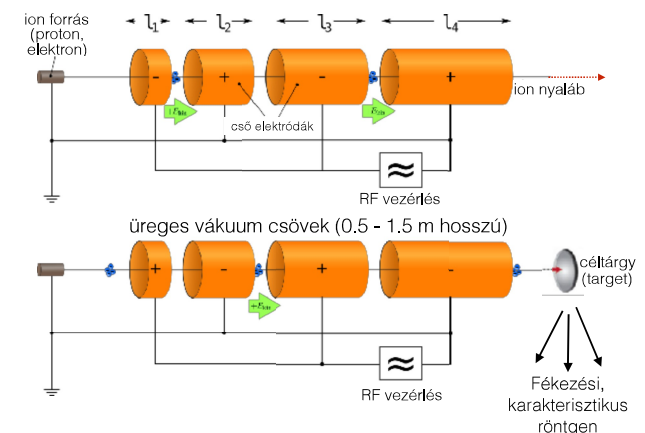 ion forrás
(proton,
elektron)
l₁ l₂ l₃ l₄
- + - +
+E
E
cső elektródák
ion nyaláb
RF vezérlés
üreges vákuum csövek (0.5 - 1.5 m hosszú)
+ - + -
+E
céltárgy
(target)
RF vezérlés
Fékezési,
karakterisztikus
röntgen